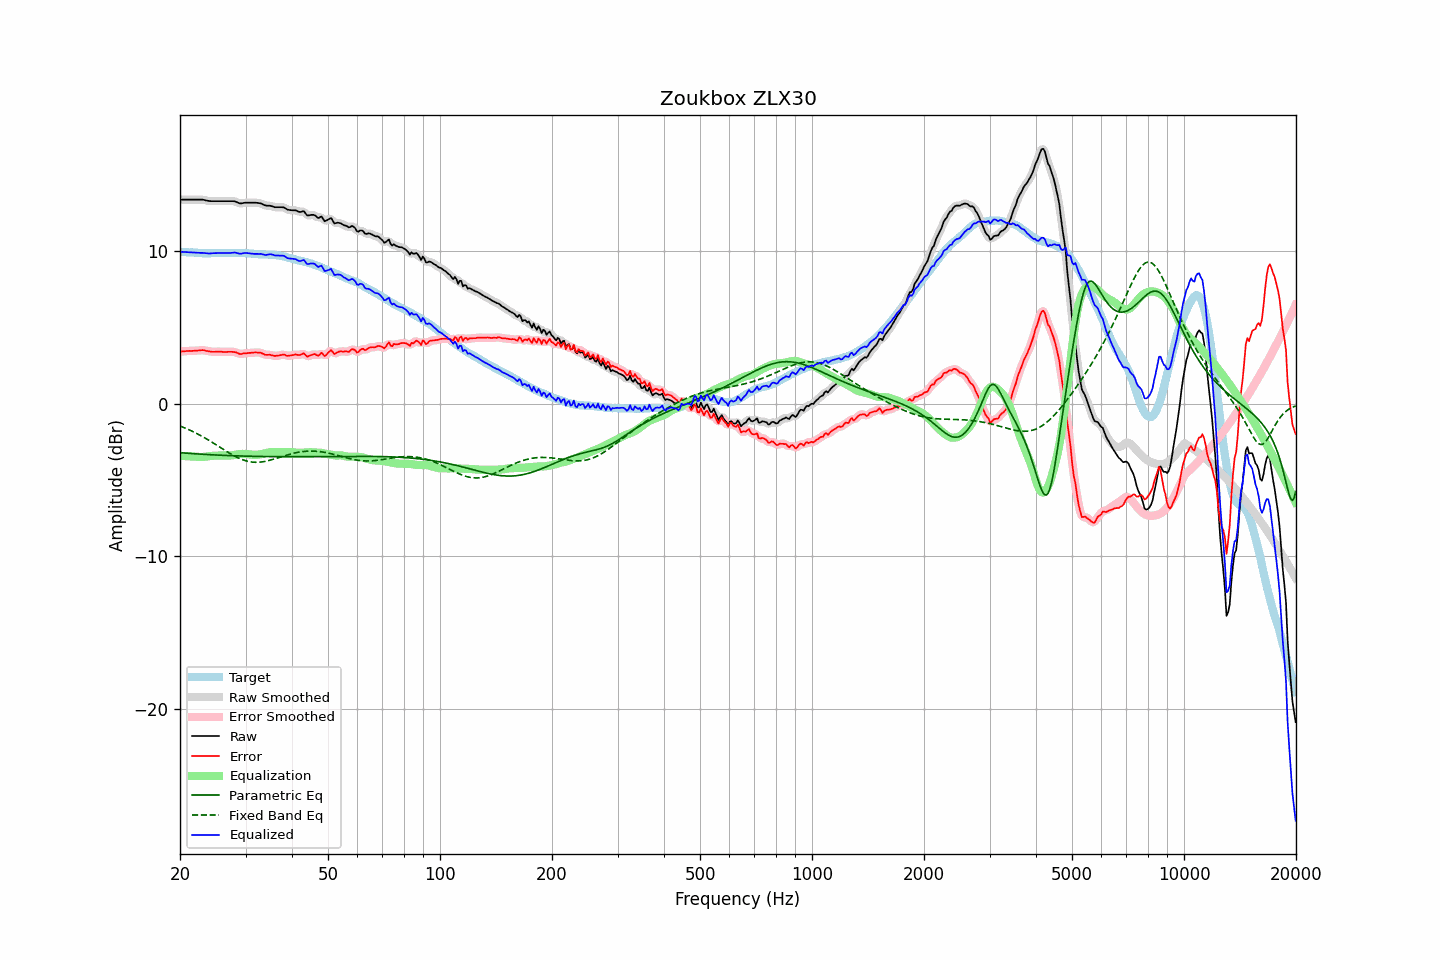 Zoukbox ZLX30
Amplitude (dBr)
10
0
−10
−20
Target
Raw Smoothed
Error Smoothed
Raw
Error
Equalization
Parametric Eq
Fixed Band Eq
Equalized
20 50 100 200 500 1000 2000 5000 10000 20000
Frequency (Hz)